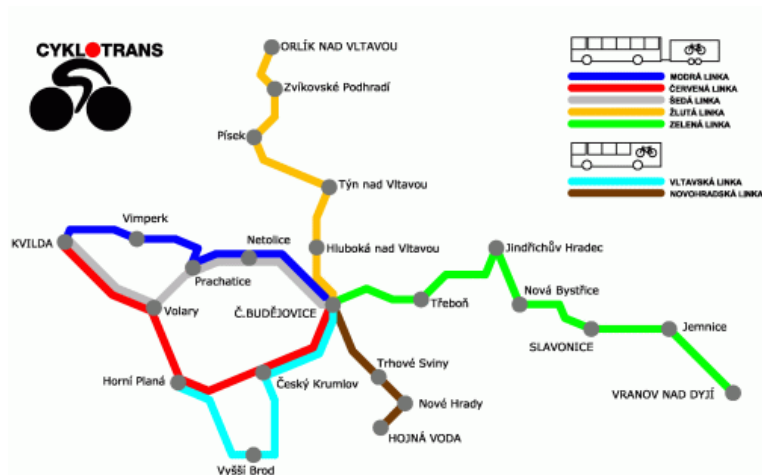 CYKLOTRANS
ORLÍK NAD VLTAVOU
Zvíkovské Podhradí
Písek
Týn nad Vltavou
Hluboká nad Vltavou
MODRÁ LINKA
ČERVENÁ LINKA
ŠEDÁ LINKA
ŽLUTÁ LINKA
ZELENÁ LINKA
VLTAVSKÁ LINKA
NOVOHRADSKÁ LINKA
Vimperk
KVILDA
Netolice
Prachatice
Volary
Č.BUDĚJOVICE
Jindřichův Hradec
Třeboň
Nová Bystřice
SLAVONICE
Jemnice
VRANOV NAD DYJÍ
Trhové Sviny
Horní Planá
Český Krumlov
Nové Hrady
HOJNÁ VODA
Vyšší Brod